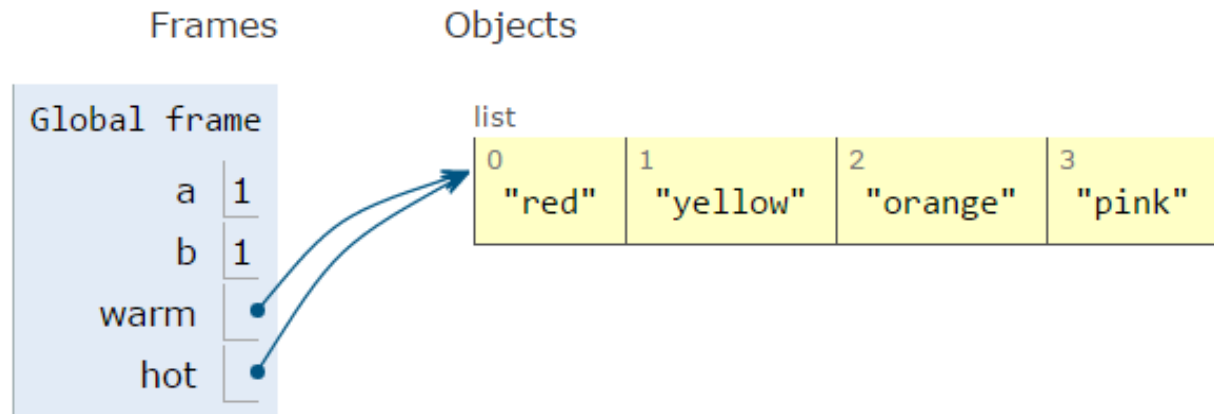 Frames Objects
Global frame
a 1
b 1
warm
hot
list
0 1 2 3
"red" "yellow" "orange" "pink"